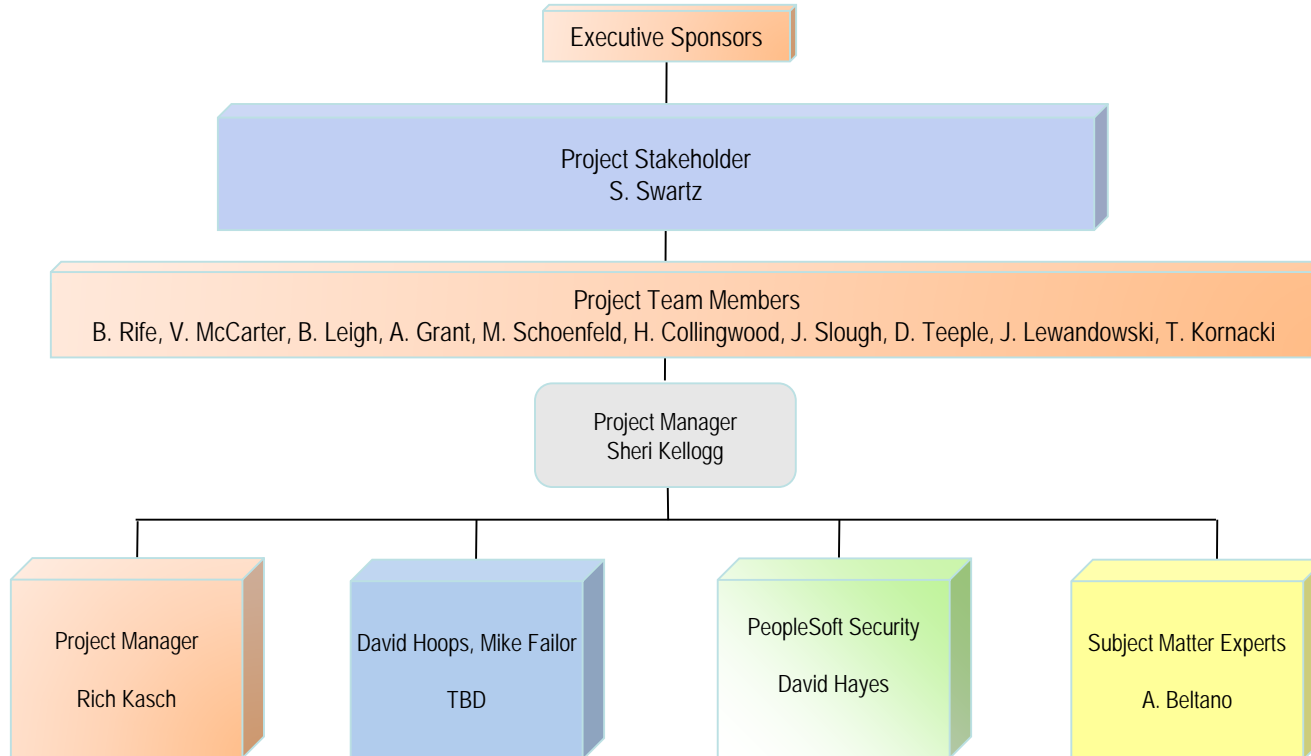 Executive Sponsors
Project Stakeholder
S. Swartz
Project Team Members
B. Rife, V. McCarter, B. Leigh, A. Grant, M. Schoenfeld, H. Collingwood, J. Slough, D. Teeple, J. Lewandowski, T. Kornacki
Project Manager
Sheri Kellogg
Project Manager
Rich Kasch
David Hoops, Mike Failor
TBD
PeopleSoft Security
David Hayes
Subject Matter Experts
A. Beltano